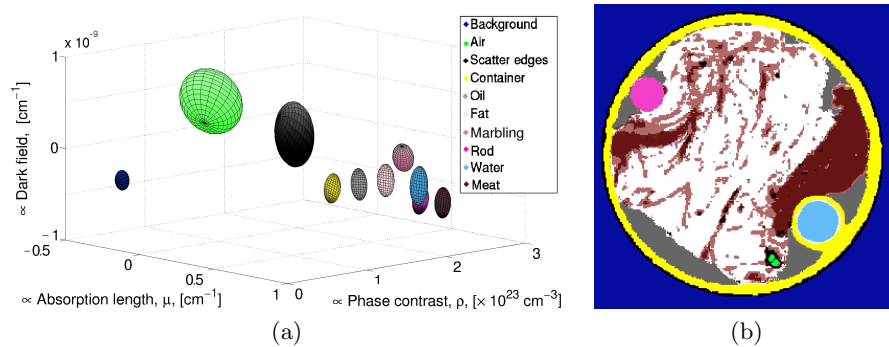 1 x 10⁻⁹
0
−1
∝ Dark field, [cm⁻¹]
−0.5
0
0.5
1
∝ Absorption length, μ, [cm⁻¹]
0
1
2
3
∝ Phase contrast, ρ, [× 10²³ cm⁻³]
Background
Air
Scatter edges
Container
Oil
Fat
Marbling
Rod
Water
Meat
(a)
(b)